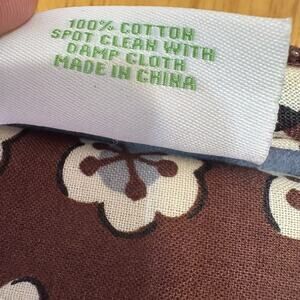 100% COTTON
SPOT CLEAN WITH
DAMP CLOTH
MADE IN CHINA